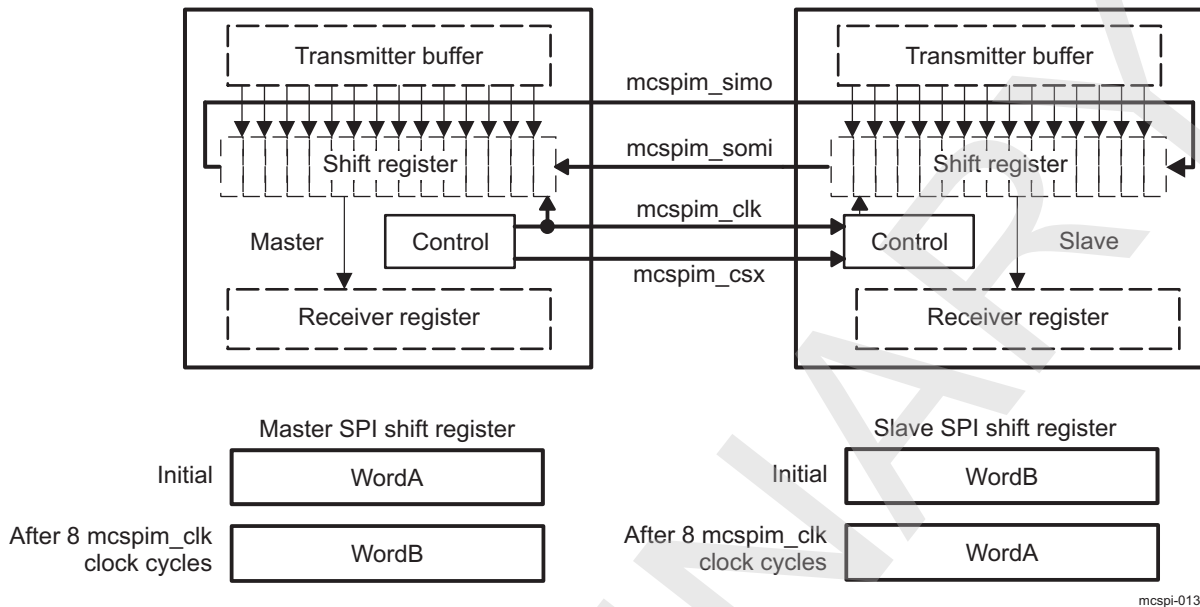 Transmitter buffer
Transmitter buffer
mcspim_simo
Shift register
mcspim_somi
Shift register
mcspim_clk
Master
Control
Control
Slave
mcspim_csx
Receiver register
Receiver register
Master SPI shift register
Slave SPI shift register
Initial
WordA
Initial
WordB
After 8 mcspim_clk
clock cycles
WordB
After 8 mcspim_clk
clock cycles
WordA
mcspi-013